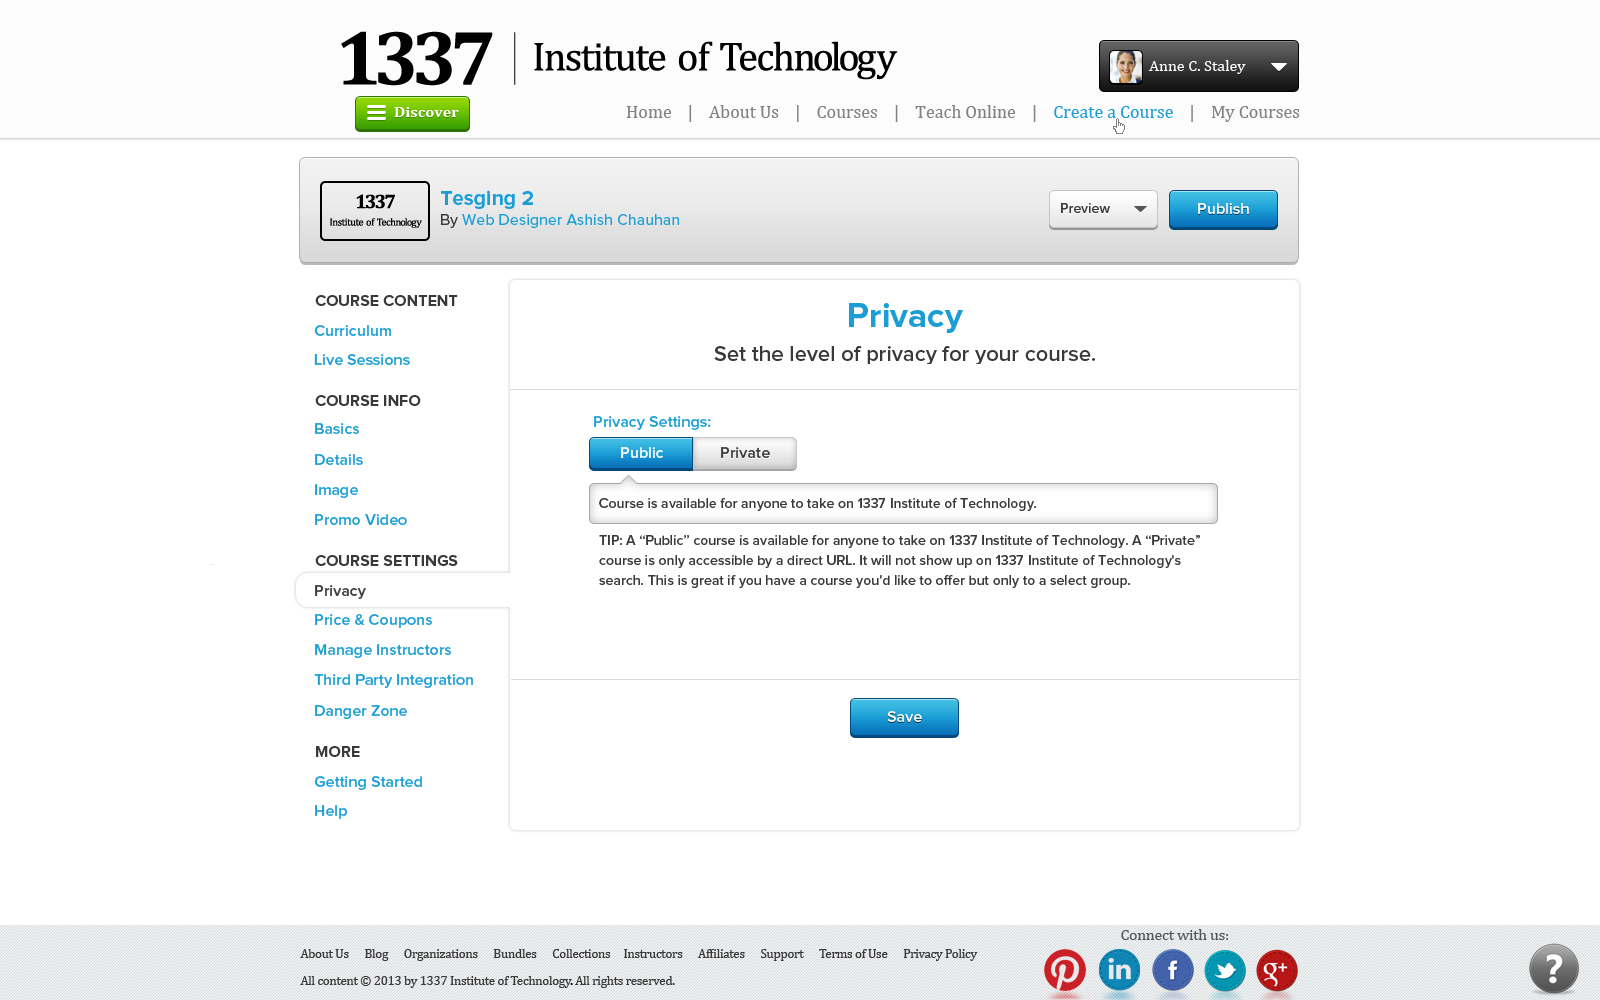 1337 | Institute of Technology
Anne C. Staley
Discover
Home | About Us | Courses | Teach Online | Create a Course | My Courses
1337
Institute of Technology
Tesging 2
By Web Designer Ashish Chauhan
Preview
Publish
COURSE CONTENT
Curriculum
Live Sessions
COURSE INFO
Basics
Details
Image
Promo Video
COURSE SETTINGS
Privacy
Price & Coupons
Manage Instructors
Third Party Integration
Danger Zone
MORE
Getting Started
Help
Privacy
Set the level of privacy for your course.
Privacy Settings:
Public Private
Course is available for anyone to take on 1337 Institute of Technology.
TIP: A “Public” course is available for anyone to take on 1337 Institute of Technology. A “Private”
course is only accessible by a direct URL. It will not show up on 1337 Institute of Technology's
search. This is great if you have a course you'd like to offer but only to a select group.
Save
About Us Blog Organizations Bundles Collections Instructors Affiliates Support Terms of Use Privacy Policy
All content © 2013 by 1337 Institute of Technology. All rights reserved.
Connect with us:
in f g+
?